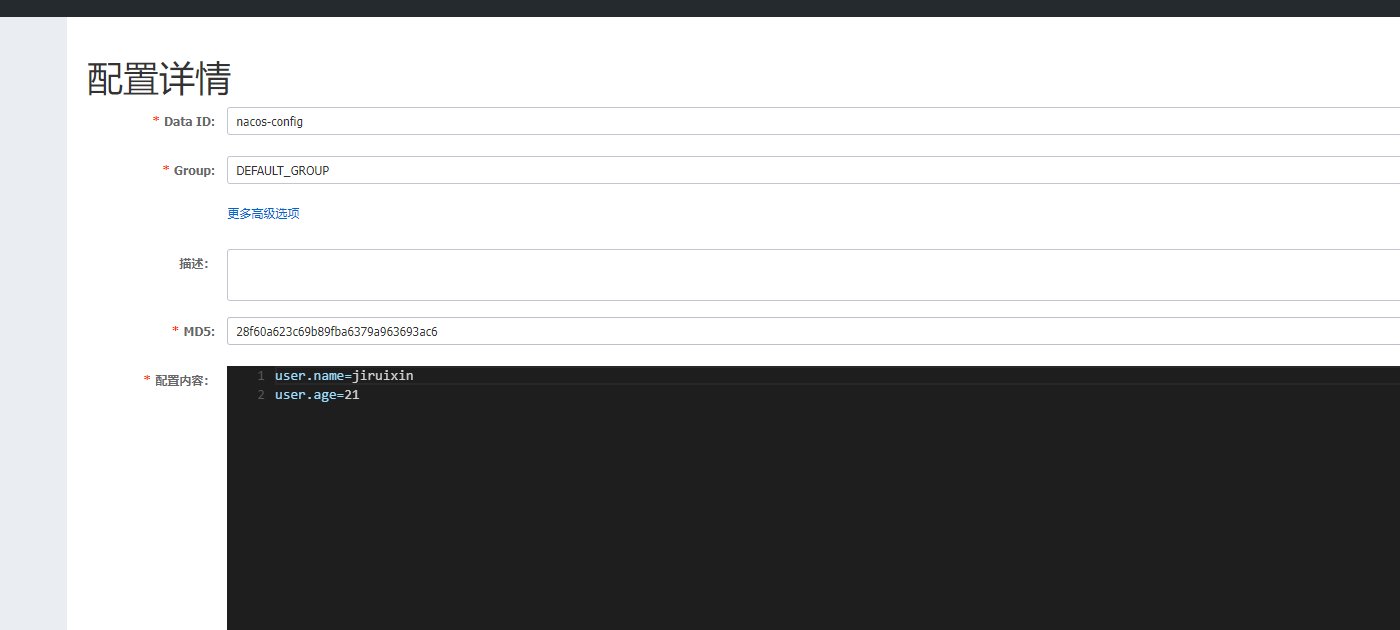 配置详情
* Data ID: nacos-config
* Group: DEFAULT_GROUP
更多高级选项
描述:
* MD5: 28f60a623c69b89fba6379a963693ac6
* 配置内容:
1 user.name=jiruixin
2 user.age=21